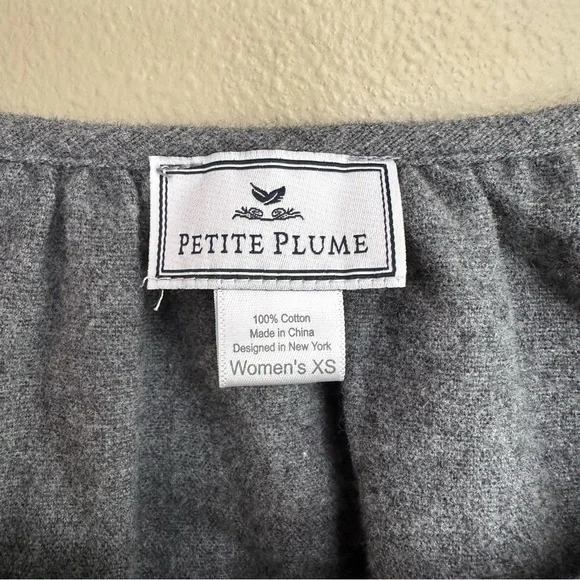 PETITE PLUME
100% Cotton
Made in China
Designed in New York
Women's XS